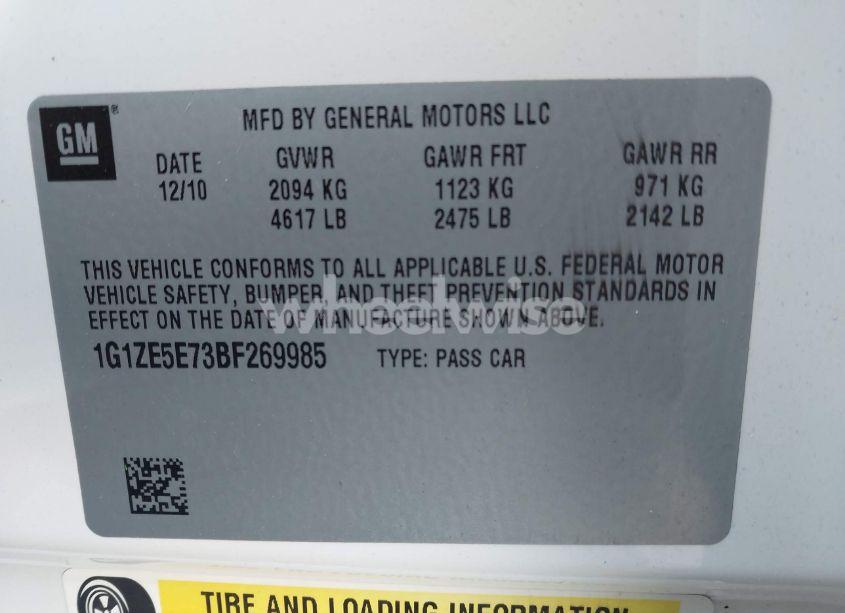 GM®
MFD BY GENERAL MOTORS LLC
DATE GVWR GAWR FRT GAWR RR
12/10 2094 KG 1123 KG 971 KG
4617 LB 2475 LB 2142 LB
THIS VEHICLE CONFORMS TO ALL APPLICABLE U.S. FEDERAL MOTOR
VEHICLE SAFETY, BUMPER, AND THEFT PREVENTION STANDARDS IN
EFFECT ON THE DATE OF MANUFACTURE SHOWN ABOVE.
wheelwise
1G1ZE5E73BF269985 TYPE: PASS CAR
TIRE AND LOADING INFORMATION